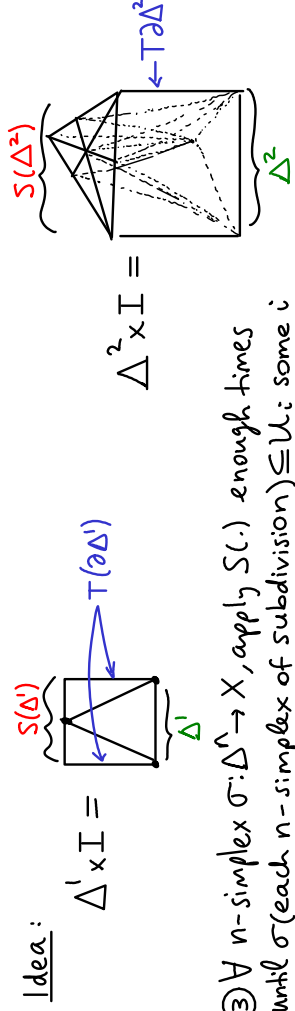 Idea:
S(Δ¹)
Δ¹ × I =
T(∂Δ¹)
Δ¹
S(Δ²)
Δ² × I =
← T∂Δ²
Δ²
③ ∀ n-simplex σ: Δⁿ → X, apply S(·) enough times
until σ(each n-simplex of subdivision) ⊆ Uᵢ some i